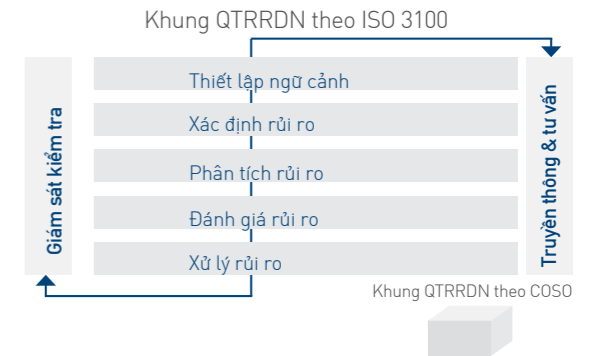 Khung QTRRDN theo ISO 3100
Giám sát kiểm tra
Thiết lập ngữ cảnh
Xác định rủi ro
Phân tích rủi ro
Đánh giá rủi ro
Xử lý rủi ro
Truyền thông & tư vấn
Khung QTRRDN theo COSO